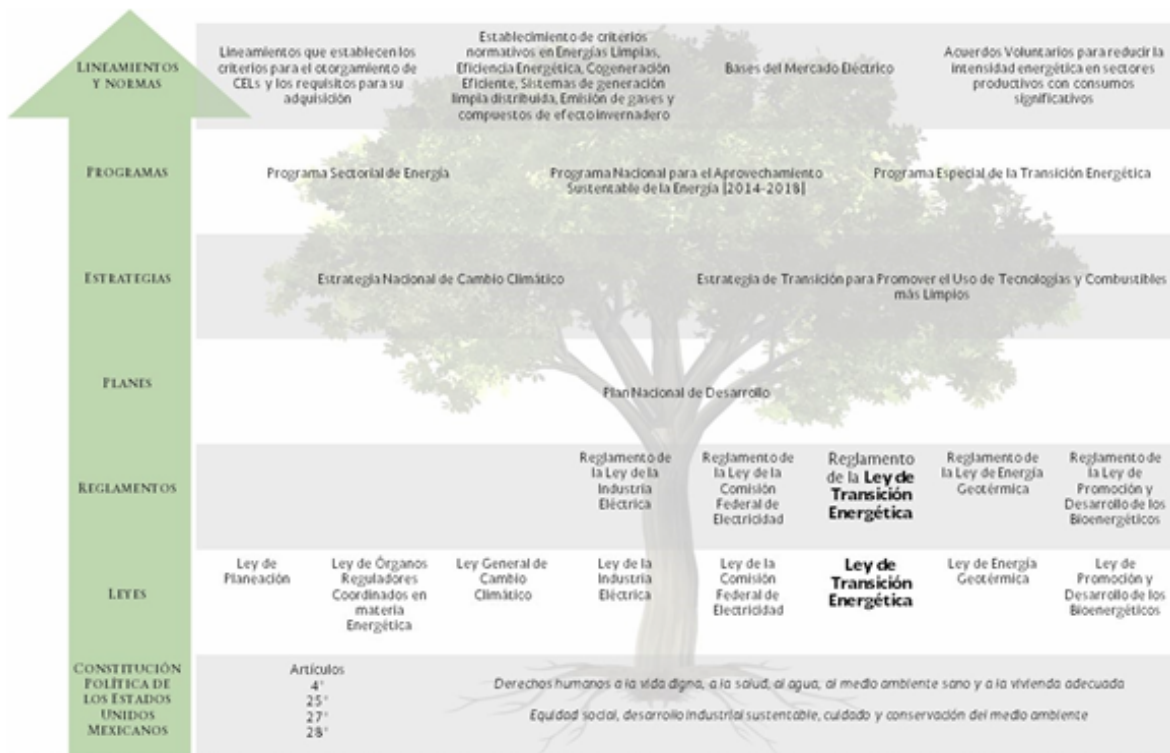 LINEAMIENTOS
Y NORMAS
Lineamientos que establecen los
criterios para el otorgamiento de
CELs y los requisitos para su
adquisición
Establecimiento de criterios
normativos en Energías Limpias,
Eficiencia Energética, Cogeneración
Eficiente, Sistemas de generación
limpia distribuida, Emisión de gases y
compuestos de efecto invernadero
Bases del Mercado Eléctrico
Acuerdos Voluntarios para reducir la
intensidad energética en sectores
productivos con consumos
significativos
PROGRAMAS
Programa Sectorial de Energía
Programa Nacional para el Aprovechamiento
Sustentable de la Energía [2014-2018]
Programa Especial de la Transición Energética
ESTRATEGIAS
Estrategia Nacional de Cambio Climático
Estrategia de Transición para Promover el Uso de Tecnologías y Combustibles
más Limpios
PLANES
Plan Nacional de Desarrollo
REGLAMENTOS
Reglamento de
la Ley de la
Industria
Eléctrica
Reglamento de
la Ley de la
Comisión
Federal de
Electricidad
Reglamento
de la Ley de
Transición
Energética
Reglamento de
la Ley de Energía
Geotérmica
Reglamento de
la Ley de
Promoción y
Desarrollo de los
Bioenergéticos
LEYES
Ley de
Planeación
Ley de Órganos
Reguladores
Coordinados en
materia
Energética
Ley General de
Cambio
Climático
Ley de la
Industria
Eléctrica
Ley de la
Comisión
Federal de
Electricidad
Ley de
Transición
Energética
Ley de Energía
Geotérmica
Ley de
Promoción y
Desarrollo de los
Bioenergéticos
CONSTITUCIÓN
POLÍTICA DE
LOS ESTADOS
UNIDOS
MEXICANOS
Artículos
4°
25°
27°
28°
Derechos humanos a la vida digna, a la salud, al agua, al medio ambiente sano y a la vivienda adecuada
Equidad social, desarrollo industrial sustentable, cuidado y conservación del medio ambiente